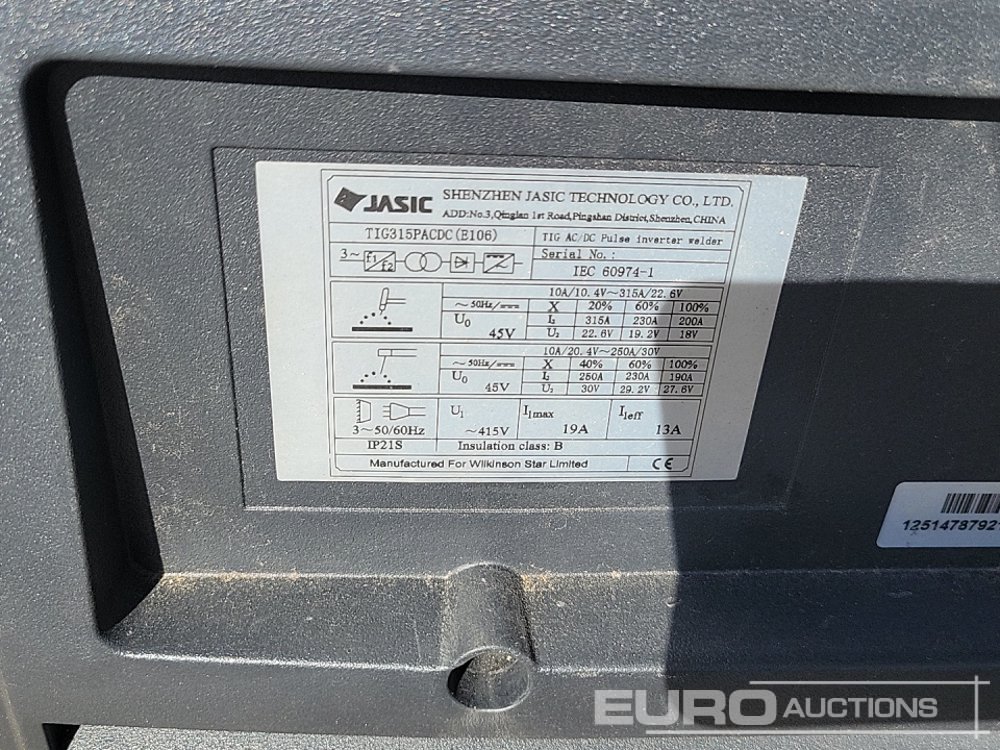 JASIC SHENZHEN JASIC TECHNOLOGY CO., LTD.
ADD:No.3,Qinglan 1st Road,Pingshan District,Shenzhen,CHINA
TIG315PACDC(E106) TIG AC/DC Pulse inverter welder
3~ f1 f2 Serial No.:
IEC 60974-1
10A/10.4V~315A/22.6V
~50Hz/ X 20% 60% 100%
U0 I2 315A 230A 200A
45V U2 22.6V 19.2V 18V
10A/20.4V~250A/30V
~50Hz/ X 40% 60% 100%
U0 I2 250A 230A 190A
45V U2 30V 29.2V 27.6V
U1 I1max I1eff
3~50/60Hz ~415V 19A 13A
IP21S Insulation class: B
Manufactured For Wilkinson Star Limited CE
EURO AUCTIONS